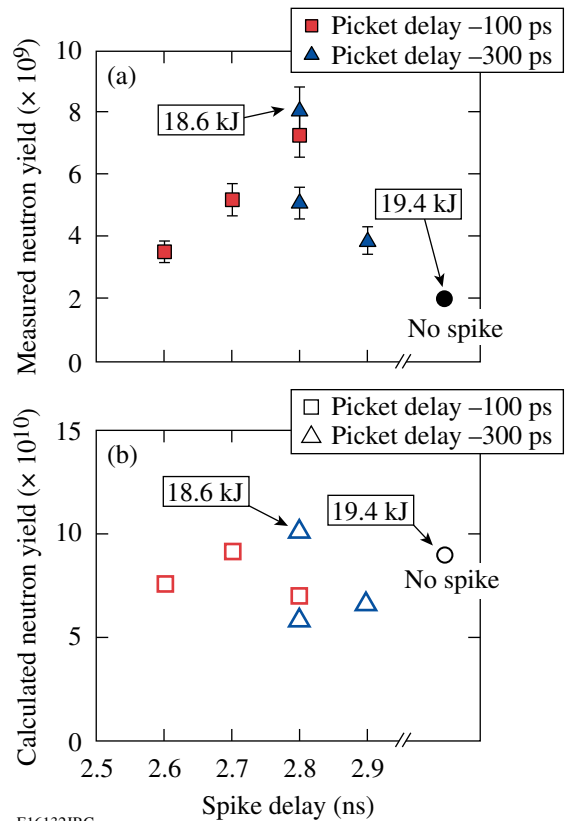 Picket delay –100 ps
Picket delay –300 ps
(a)
Measured neutron yield (× 10⁹)
10
8
6
4
2
0
18.6 kJ
19.4 kJ
No spike
Picket delay –100 ps
Picket delay –300 ps
(b)
Calculated neutron yield (× 10¹⁰)
15
10
5
0
18.6 kJ
19.4 kJ
No spike
2.5 2.6 2.7 2.8 2.9
Spike delay (ns)